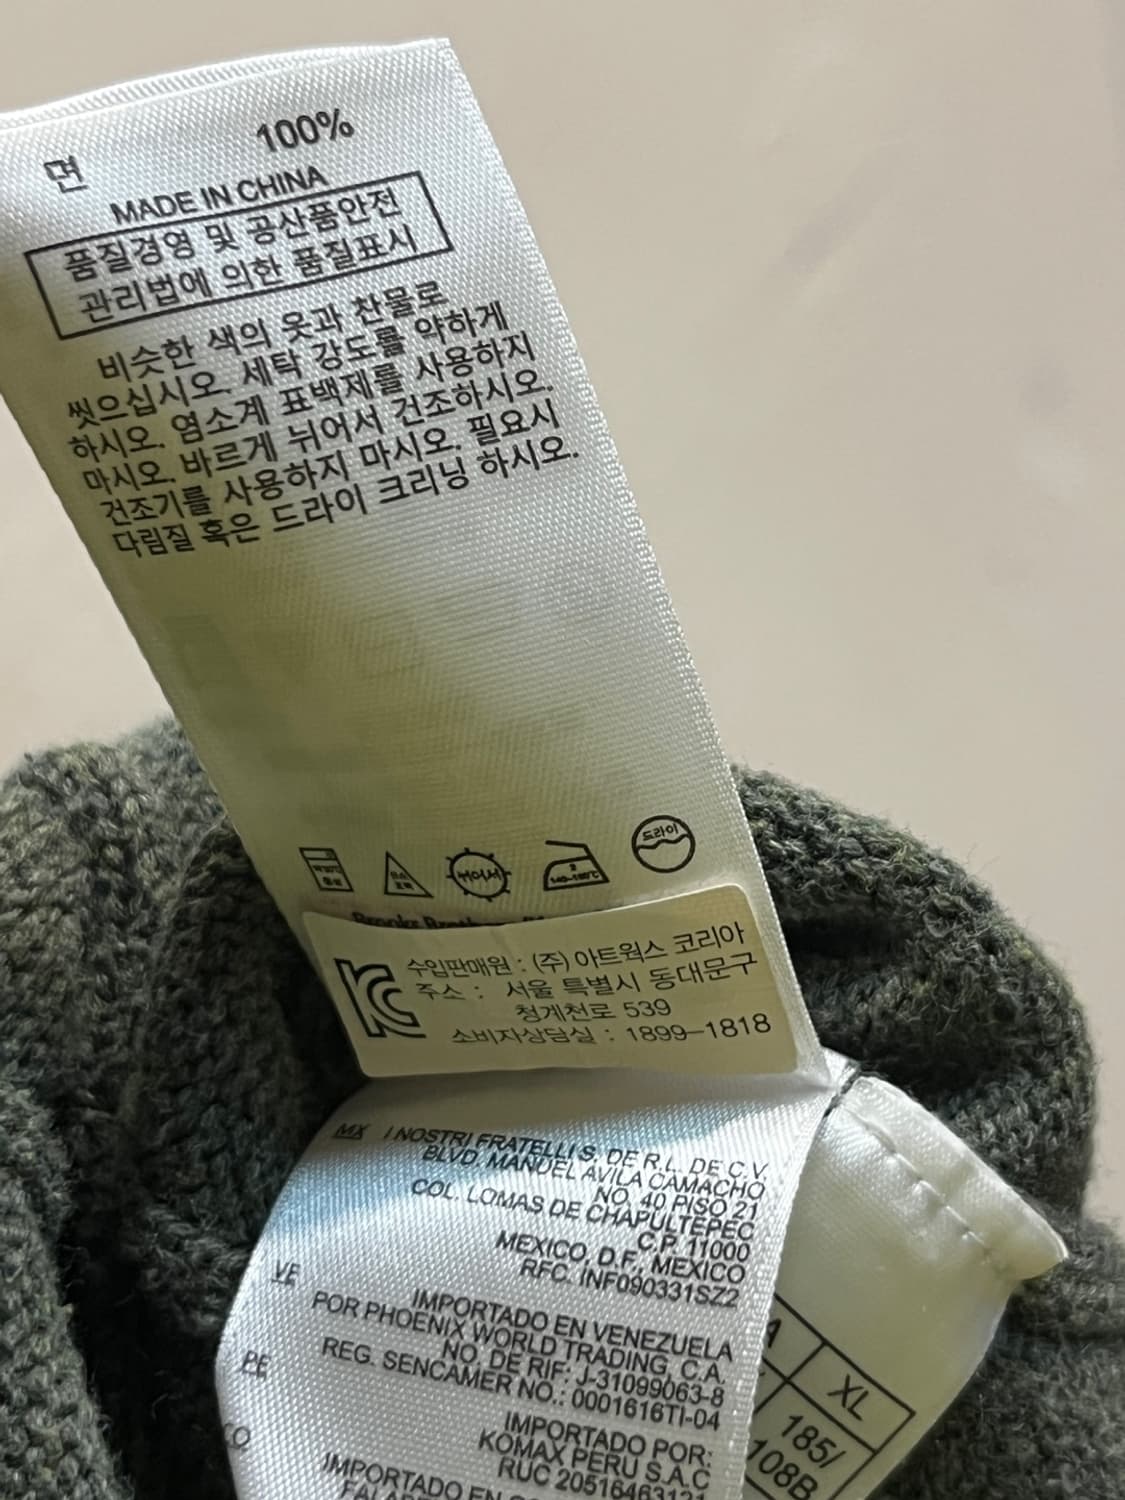 면 100%
MADE IN CHINA
품질경영 및 공산품안전
관리법에 의한 품질표시
비슷한 색의 옷과 찬물로
씻으십시오. 세탁 강도를 약하게
하시오. 염소계 표백제를 사용하지
마시오. 바르게 뉘어서 건조하시오.
건조기를 사용하지 마시오. 필요시
다림질 혹은 드라이 크리닝 하시오.
뉘어서
140~160℃
드라이
수입판매원 : (주) 아트웍스 코리아
주소 : 서울 특별시 동대문구
청계천로 539
소비자상담실 : 1899-1818
MX I NOSTRI FRATELLI S. DE R.L. DE C.V.
BLVD. MANUEL AVILA CAMACHO
NO. 40 PISO 21
COL. LOMAS DE CHAPULTEPEC
C.P. 11000
MEXICO, D.F., MEXICO
RFC. INF090331SZ2
VE IMPORTADO EN VENEZUELA
POR PHOENIX WORLD TRADING, C.A.
NO. DE RIF: J-31099063-8
REG. SENCAMER NO.: 0001616TI-04
PE IMPORTADO POR:
KOMAX PERU S.A.C
RUC 20516463121
CO IMPORTADO EN
A XL
185/
108B